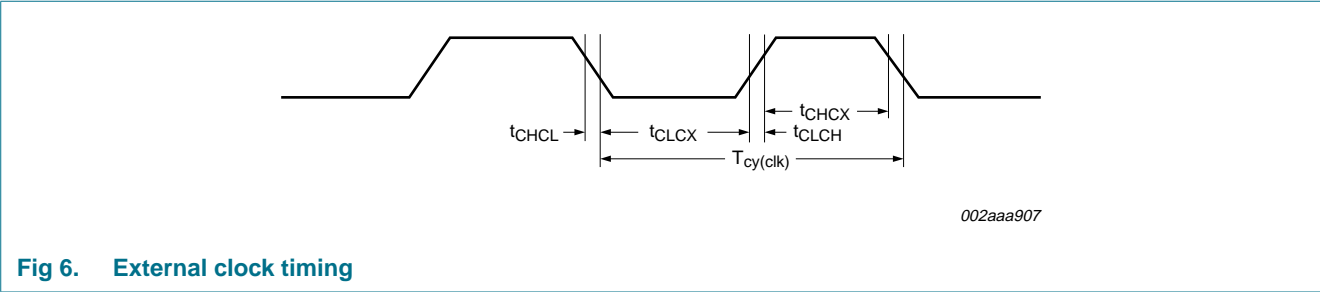 tCHCX
tCHCL tCLCX tCLCH
Tcy(clk)
002aaa907
Fig 6. External clock timing